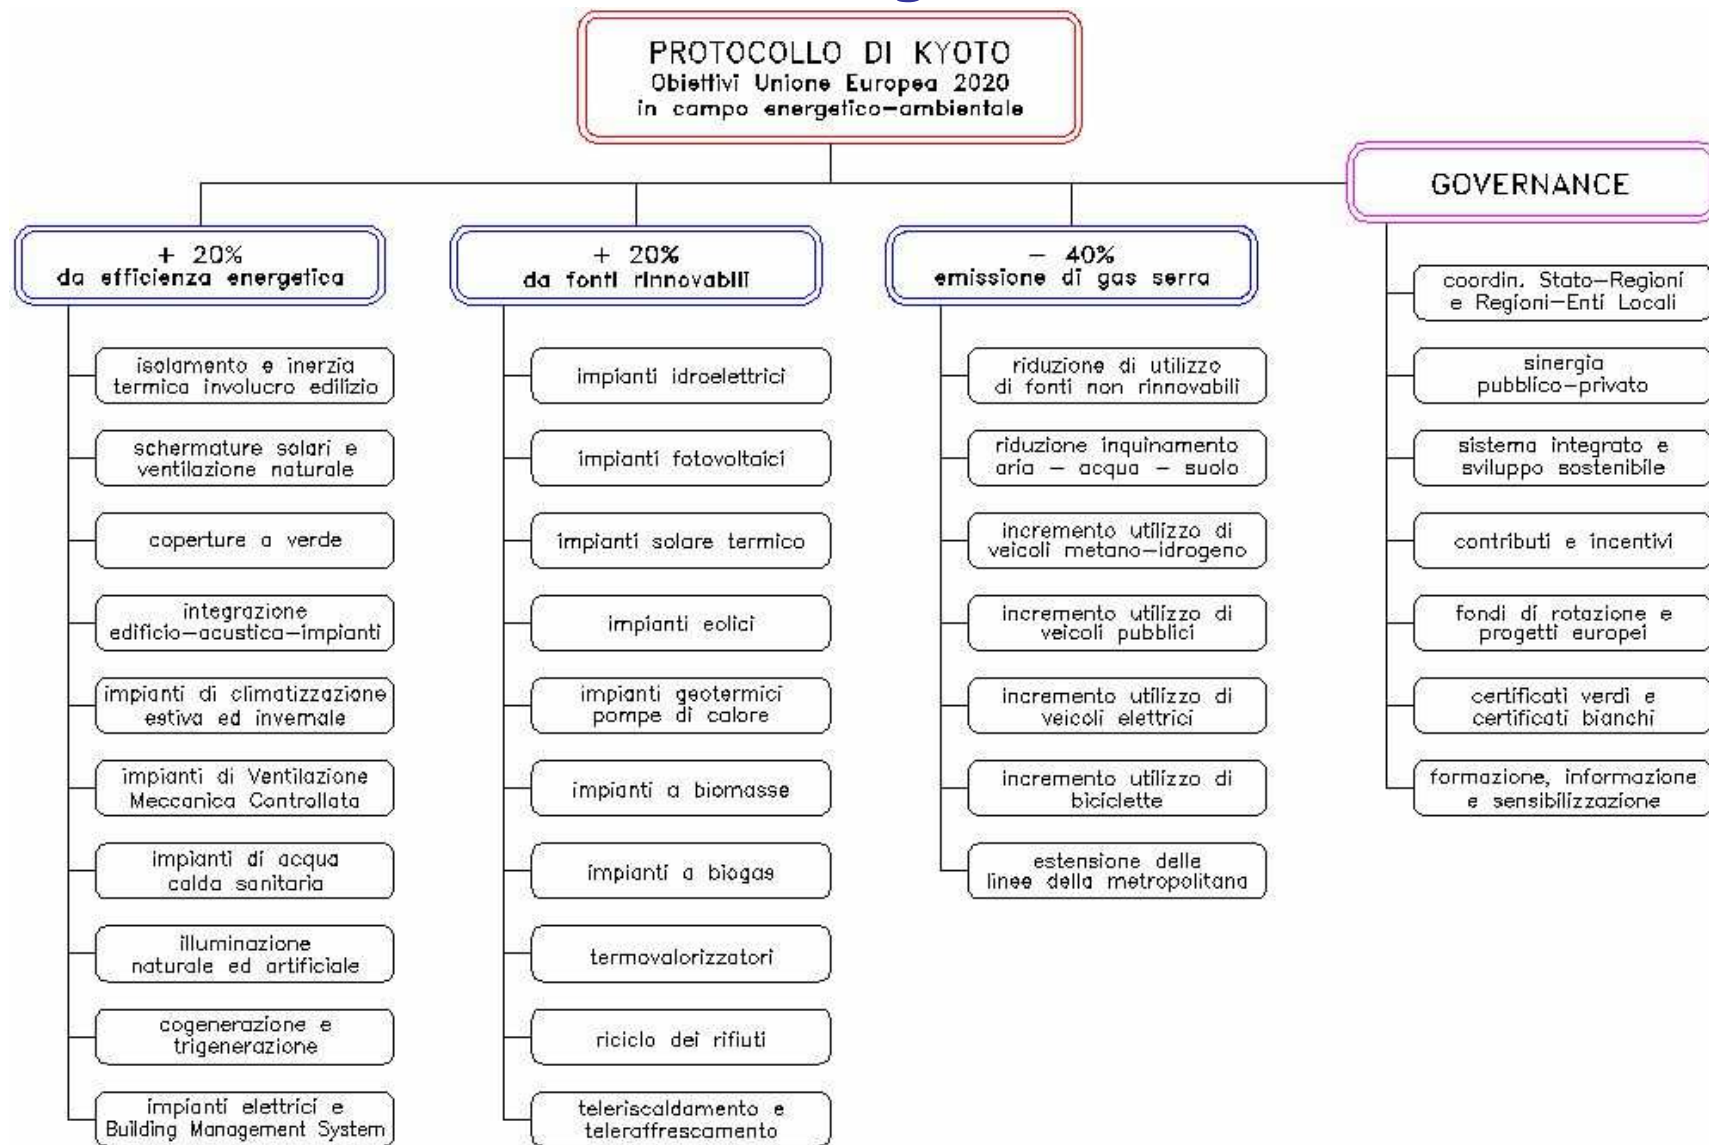 PROTOCOLLO DI KYOTO
Obiettivi Unione Europea 2020
in campo energetico-ambientale
GOVERNANCE
+ 20%
da efficienza energetica
isolamento e inerzia
termica involucro edilizio
schermature solari e
ventilazione naturale
coperture a verde
integrazione
edificio-acustica-impianti
impianti di climatizzazione
estiva ed invernale
impianti di Ventilazione
Meccanica Controllata
impianti di acqua
calda sanitaria
illuminazione
naturale ed artificiale
cogenerazione e
trigenerazione
impianti elettrici e
Building Management System
+ 20%
da fonti rinnovabili
impianti idroelettrici
impianti fotovoltaici
impianti solare termico
impianti eolici
impianti geotermici
pompe di calore
impianti a biomasse
impianti a biogas
termovalorizzatori
riciclo dei rifiuti
teleriscaldamento e
teleraffrescamento
- 40%
emissione di gas serra
riduzione di utilizzo
di fonti non rinnovabili
riduzione inquinamento
aria - acqua - suolo
incremento utilizzo di
veicoli metano-idrogeno
incremento utilizzo di
veicoli pubblici
incremento utilizzo di
veicoli elettrici
incremento utilizzo di
biciclette
estensione delle
linee della metropolitana
coordin. Stato-Regioni
e Regioni-Enti Locali
sinergia
pubblico-privato
sistema integrato e
sviluppo sostenibile
contributi e incentivi
fondi di rotazione e
progetti europei
certificati verdi e
certificati bianchi
formazione, informazione
e sensibilizzazione